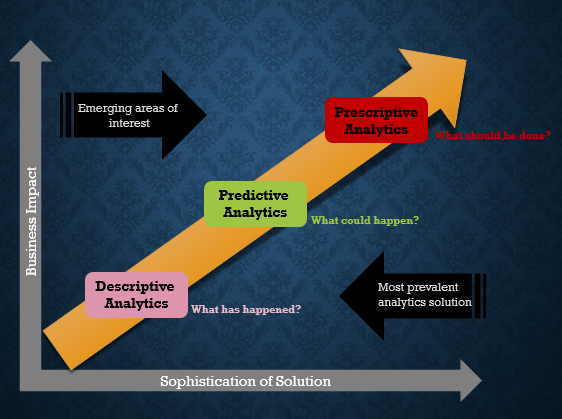 Emerging areas of
interest
Prescriptive
Analytics
What should be done?
Predictive
Analytics
What could happen?
Business Impact
Descriptive
Analytics
What has happened?
Most prevalent
analytics solution
Sophistication of Solution